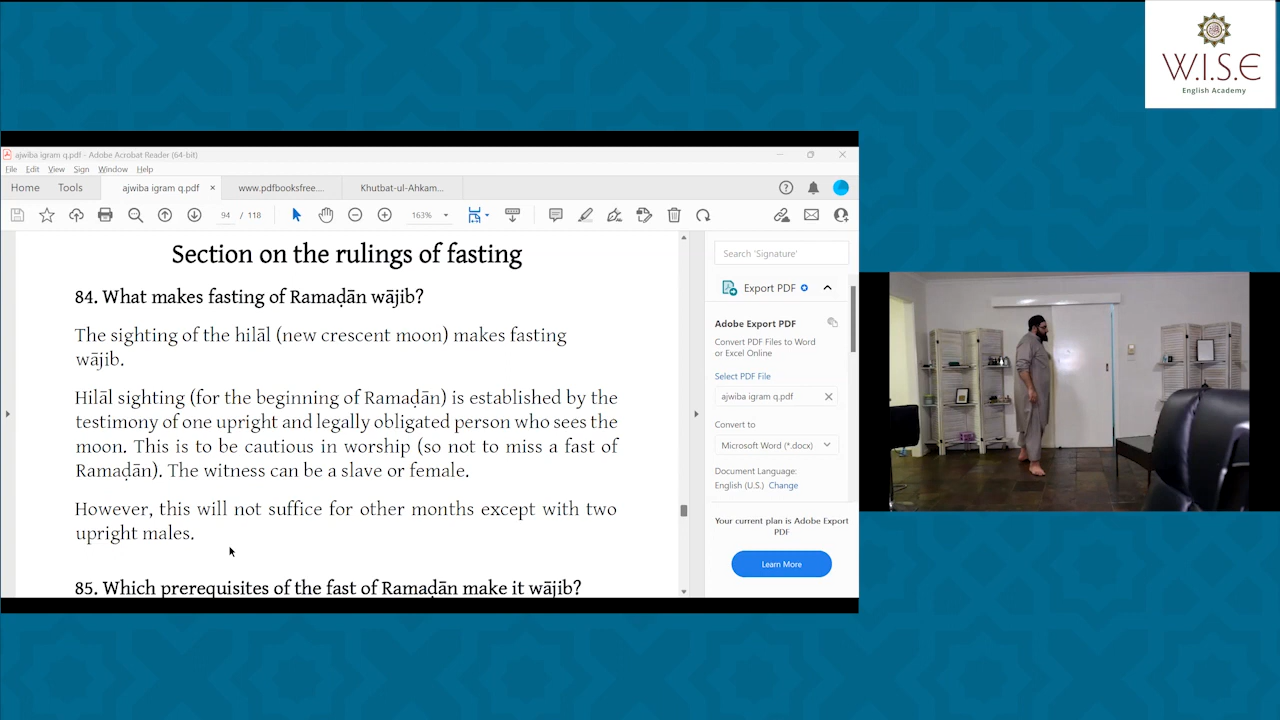 W.I.S.E
English Academy
ajwiba igram q.pdf - Adobe Acrobat Reader (64-bit)
File Edit View Sign Window Help
Home Tools ajwiba igram q.pdf × www.pdfbooksfree.... Khutbat-ul-Ahkam...
94 / 118 163%
Section on the rulings of fasting
84. What makes fasting of Ramaḍān wājib?
The sighting of the hilāl (new crescent moon) makes fasting
wājib.
Hilāl sighting (for the beginning of Ramaḍān) is established by the
testimony of one upright and legally obligated person who sees the
moon. This is to be cautious in worship (so not to miss a fast of
Ramaḍān). The witness can be a slave or female.
However, this will not suffice for other months except with two
upright males.
85. Which prerequisites of the fast of Ramaḍān make it wājib?
Search 'Signature'
Export PDF
Adobe Export PDF
Convert PDF Files to Word
or Excel Online
Select PDF File
ajwiba igram q.pdf
Convert to
Microsoft Word (*.docx)
Document Language:
English (U.S.) Change
Your current plan is Adobe Export
PDF
Learn More